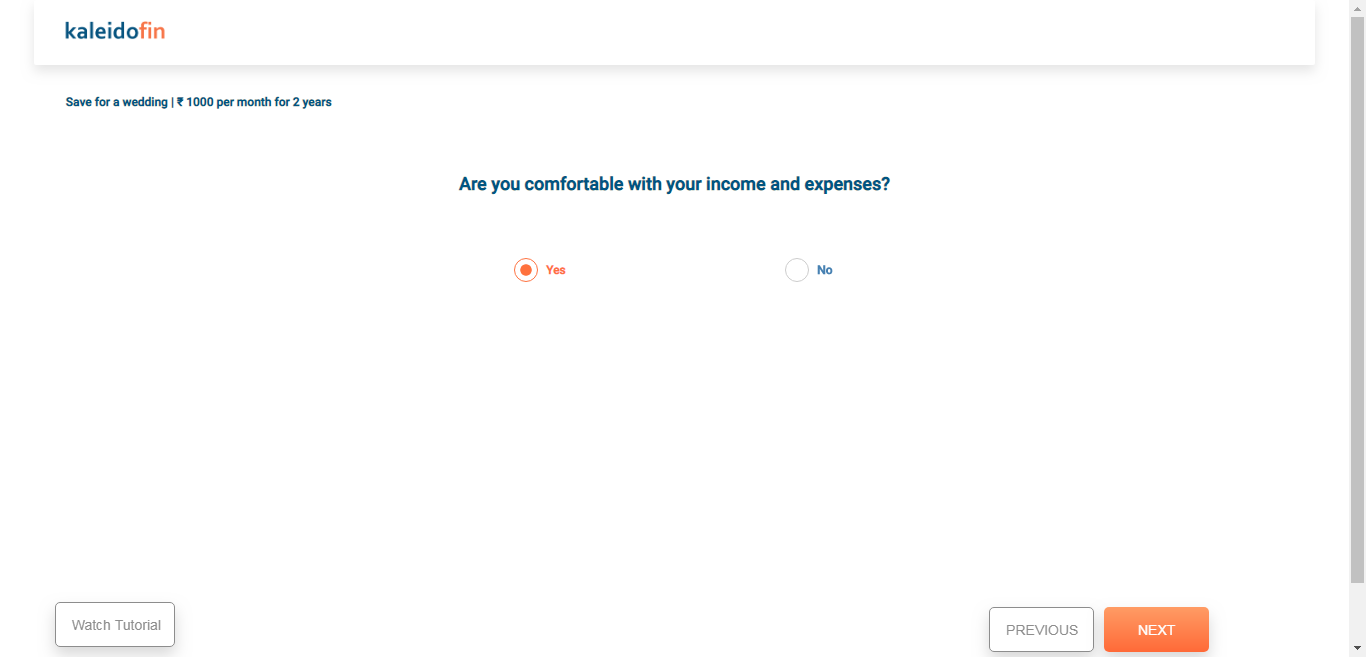 kaleidofin
Save for a wedding | ₹ 1000 per month for 2 years
Are you comfortable with your income and expenses?
Yes
No
Watch Tutorial
PREVIOUS
NEXT